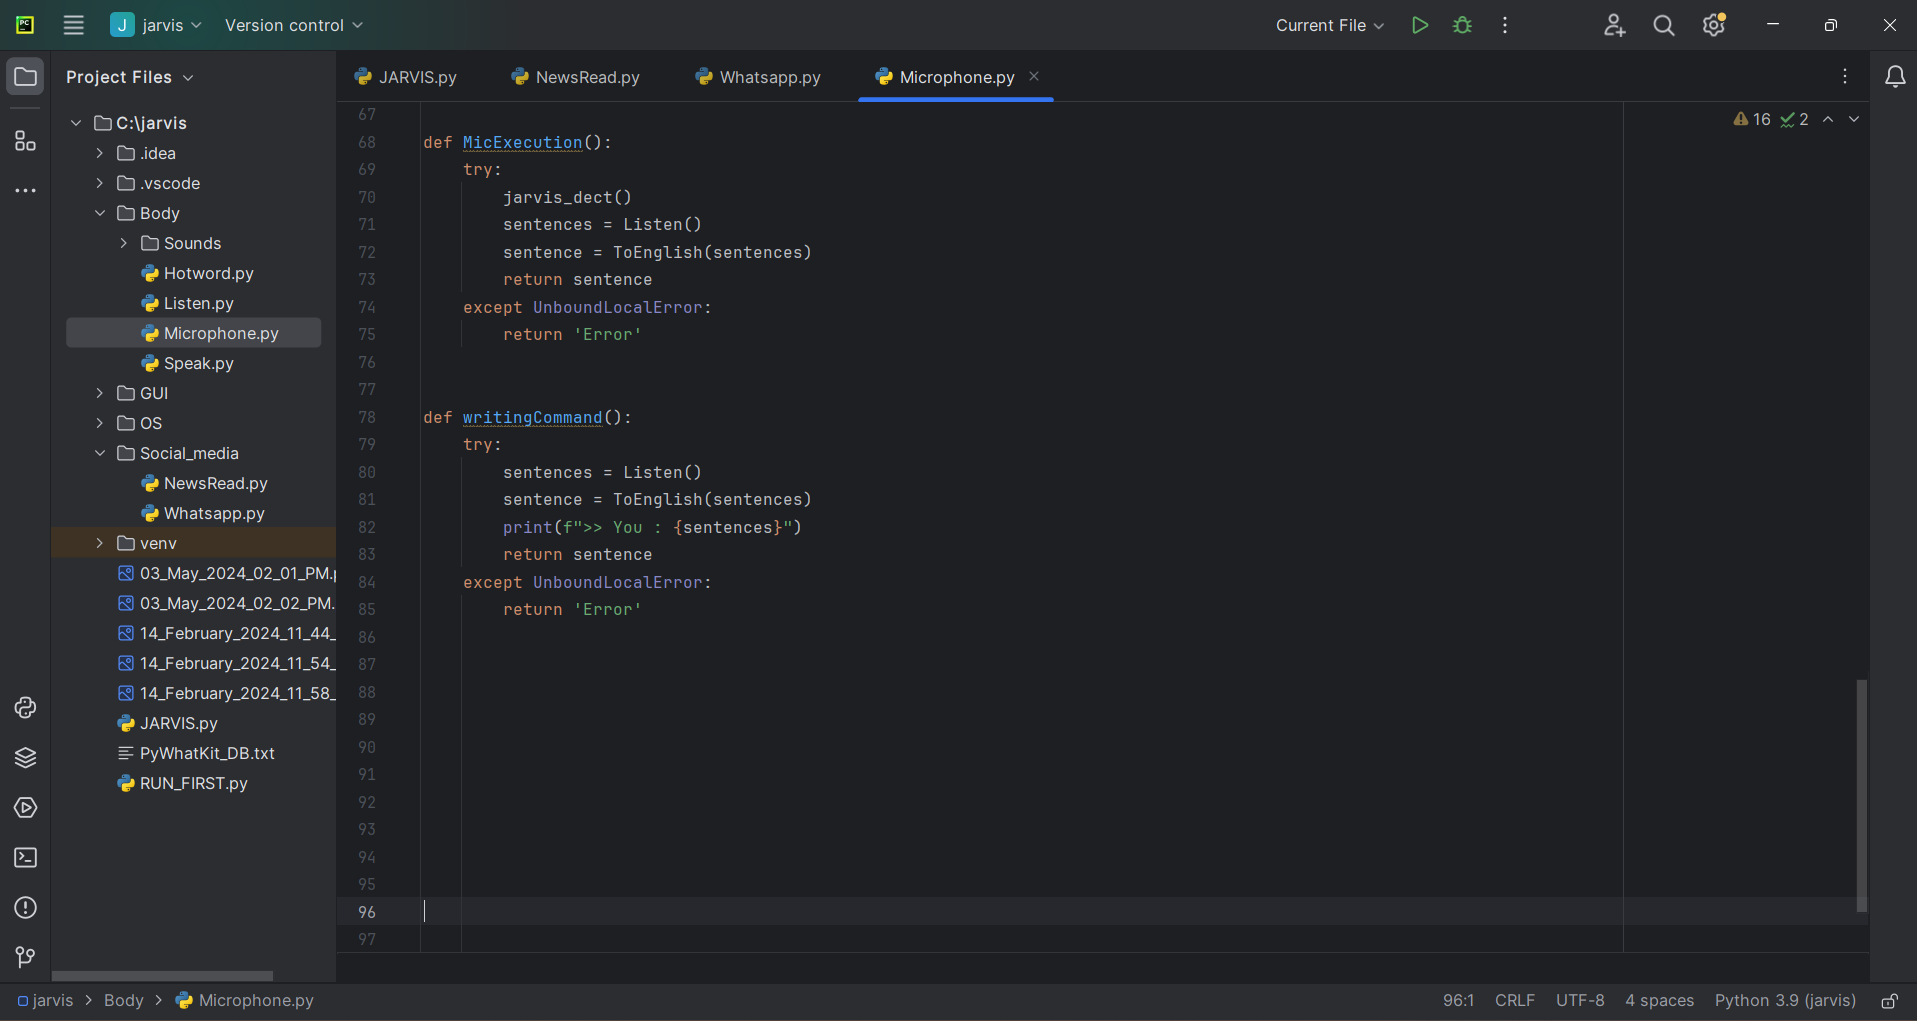 PC J jarvis Version control Current File
Project Files
JARVIS.py NewsRead.py Whatsapp.py Microphone.py
16 2
C:\jarvis
.idea
.vscode
Body
Sounds
Hotword.py
Listen.py
Microphone.py
Speak.py
GUI
OS
Social_media
NewsRead.py
Whatsapp.py
venv
03_May_2024_02_01_PM.
03_May_2024_02_02_PM.
14_February_2024_11_44_
14_February_2024_11_54_
14_February_2024_11_58_
JARVIS.py
PyWhatKit_DB.txt
RUN_FIRST.py
67
68 def MicExecution():
69     try:
70         jarvis_dect()
71         sentences = Listen()
72         sentence = ToEnglish(sentences)
73         return sentence
74     except UnboundLocalError:
75         return 'Error'
76
77
78 def writingCommand():
79     try:
80         sentences = Listen()
81         sentence = ToEnglish(sentences)
82         print(f">> You : {sentences}")
83         return sentence
84     except UnboundLocalError:
85         return 'Error'
86
87
88
89
90
91
92
93
94
95
96
97
jarvis > Body > Microphone.py 96:1 CRLF UTF-8 4 spaces Python 3.9 (jarvis)